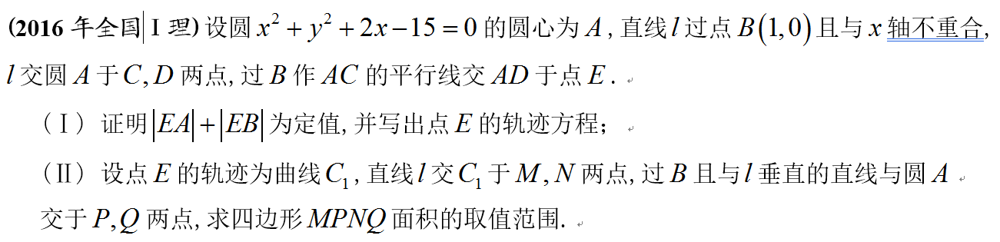 (2016 年全国 I 理) 设圆 x² + y² + 2x − 15 = 0 的圆心为 A , 直线 l 过点 B(1,0) 且与 x 轴不重合,
l 交圆 A 于 C, D 两点, 过 B 作 AC 的平行线交 AD 于点 E .
（Ⅰ）证明 |EA| + |EB| 为定值, 并写出点 E 的轨迹方程；
（Ⅱ）设点 E 的轨迹为曲线 C₁ , 直线 l 交 C₁ 于 M , N 两点, 过 B 且与 l 垂直的直线与圆 A
交于 P,Q 两点, 求四边形 MPNQ 面积的取值范围.